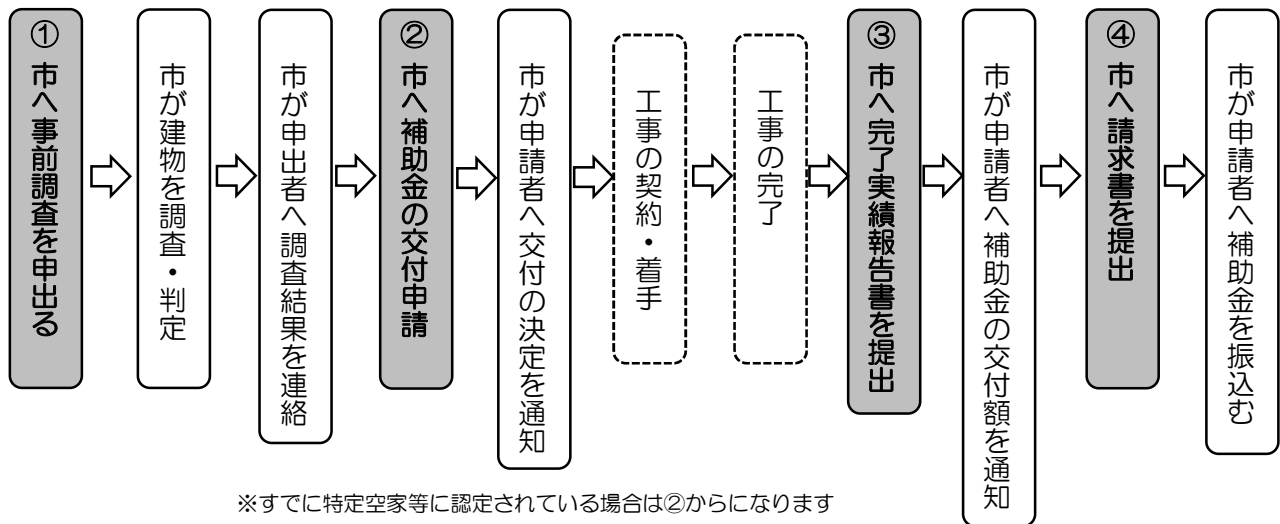 ①市へ事前調査を申出る
市が建物を調査・判定
市が申出者へ調査結果を連絡
②市へ補助金の交付申請
市が申請者へ交付の決定を通知
工事の契約・着手
工事の完了
③市へ完了実績報告書を提出
市が申請者へ補助金の交付額を通知
④市へ請求書を提出
市が申請者へ補助金を振込む
※すでに特定空家等に認定されている場合は②からになります